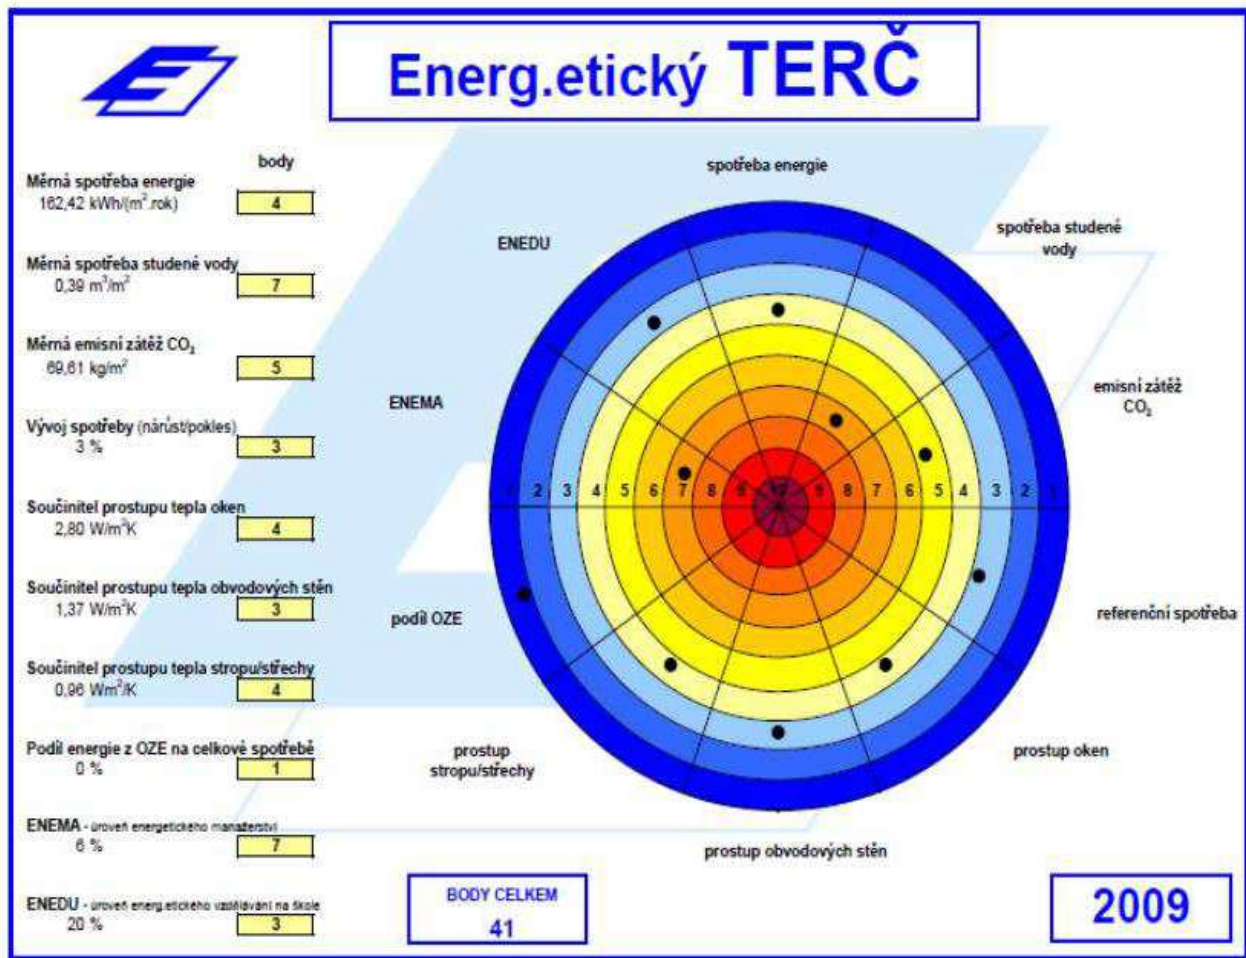 E
Energ.etický TERČ
body
Měrná spotřeba energie
162,42 kWh/(m².rok)
4
Měrná spotřeba studené vody
0,39 m³/m²
7
Měrná emisní zátěž CO₂
69,61 kg/m²
5
Vývoj spotřeby (nárůst/pokles)
3 %
3
Součinitel prostupu tepla oken
2,80 W/m²K
4
Součinitel prostupu tepla obvodových stěn
1,37 W/m²K
3
Součinitel prostupu tepla stropu/střechy
0,96 Wm²/K
4
Podíl energie z OZE na celkové spotřebě
0 %
1
ENEMA - úroveň energetického manažerství
6 %
7
ENEDU - úroveň energ.etického vzdělávání na škole
20 %
3
spotřeba energie
spotřeba studené
vody
emisní zátěž
CO₂
referenční spotřeba
prostup oken
prostup obvodových stěn
prostup
stropu/střechy
podíl OZE
ENEMA
ENEDU
1 2 3 4 5 6 7 8 9 10 9 8 7 6 5 4 3 2 1
BODY CELKEM
41
2009